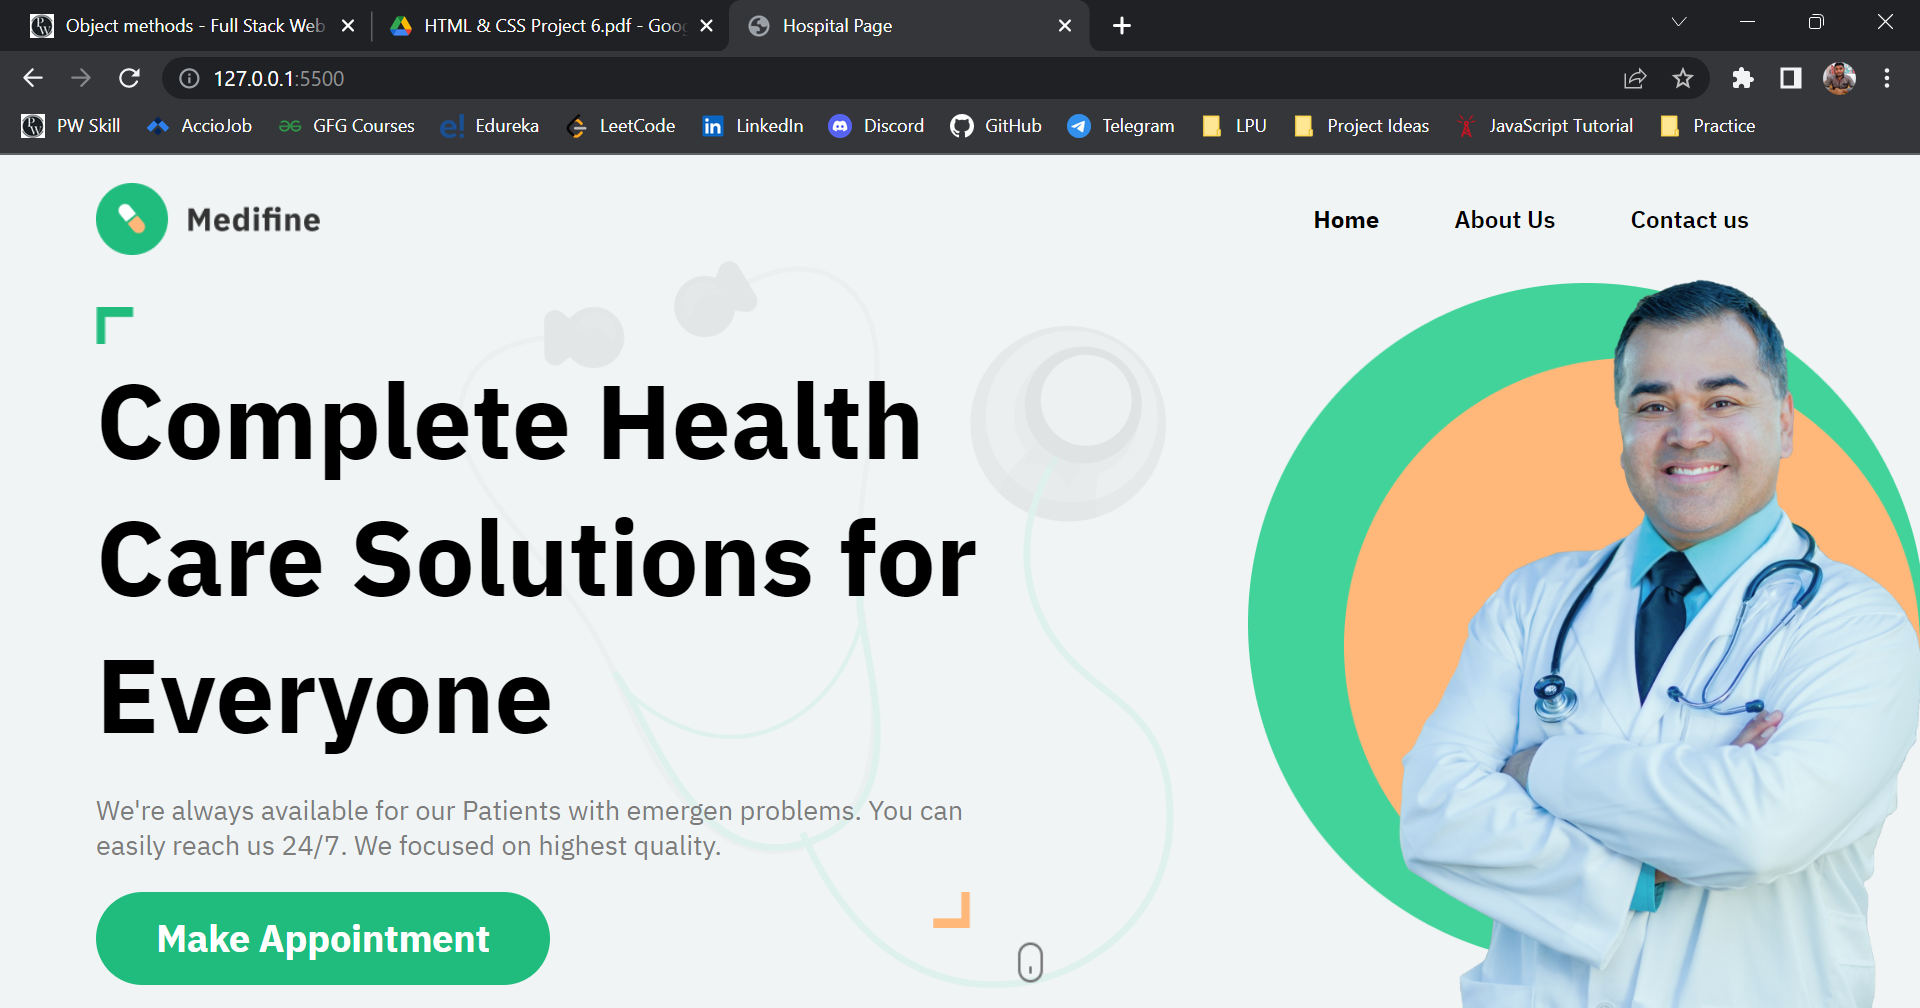 Object methods - Full Stack Web
HTML & CSS Project 6.pdf - Goog
Hospital Page
127.0.0.1:5500
PW Skill
AccioJob
GFG Courses
Edureka
LeetCode
LinkedIn
Discord
GitHub
Telegram
LPU
Project Ideas
JavaScript Tutorial
Practice
Medifine
Home
About Us
Contact us
Complete Health
Care Solutions for
Everyone
We're always available for our Patients with emergen problems. You can
easily reach us 24/7. We focused on highest quality.
Make Appointment